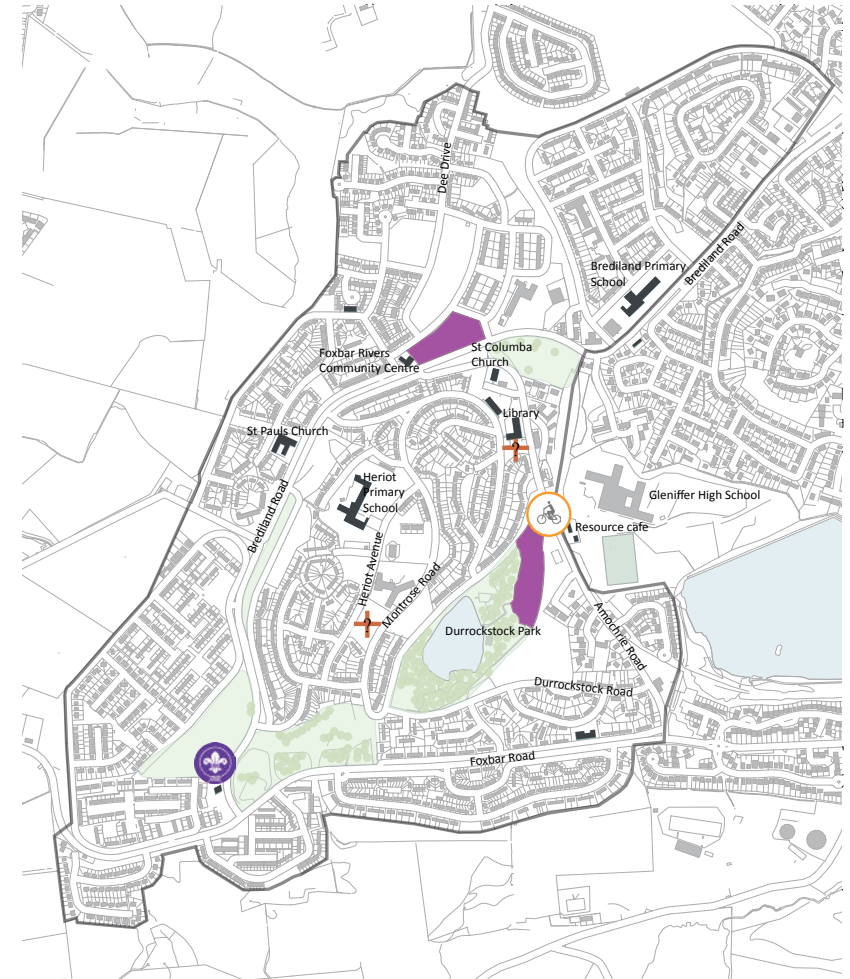 Dee Drive
Brediland Primary
School
Brediland Road
St Columba
Church
Foxbar Rivers
Community Centre
Library
?
St Pauls Church
Heriot
Primary
School
Gleniffer High School
Resource cafe
Brediland Road
Heriot Avenue
Montrose Road
?
Durrockstock Park
Amochrie Road
Durrockstock Road
Foxbar Road